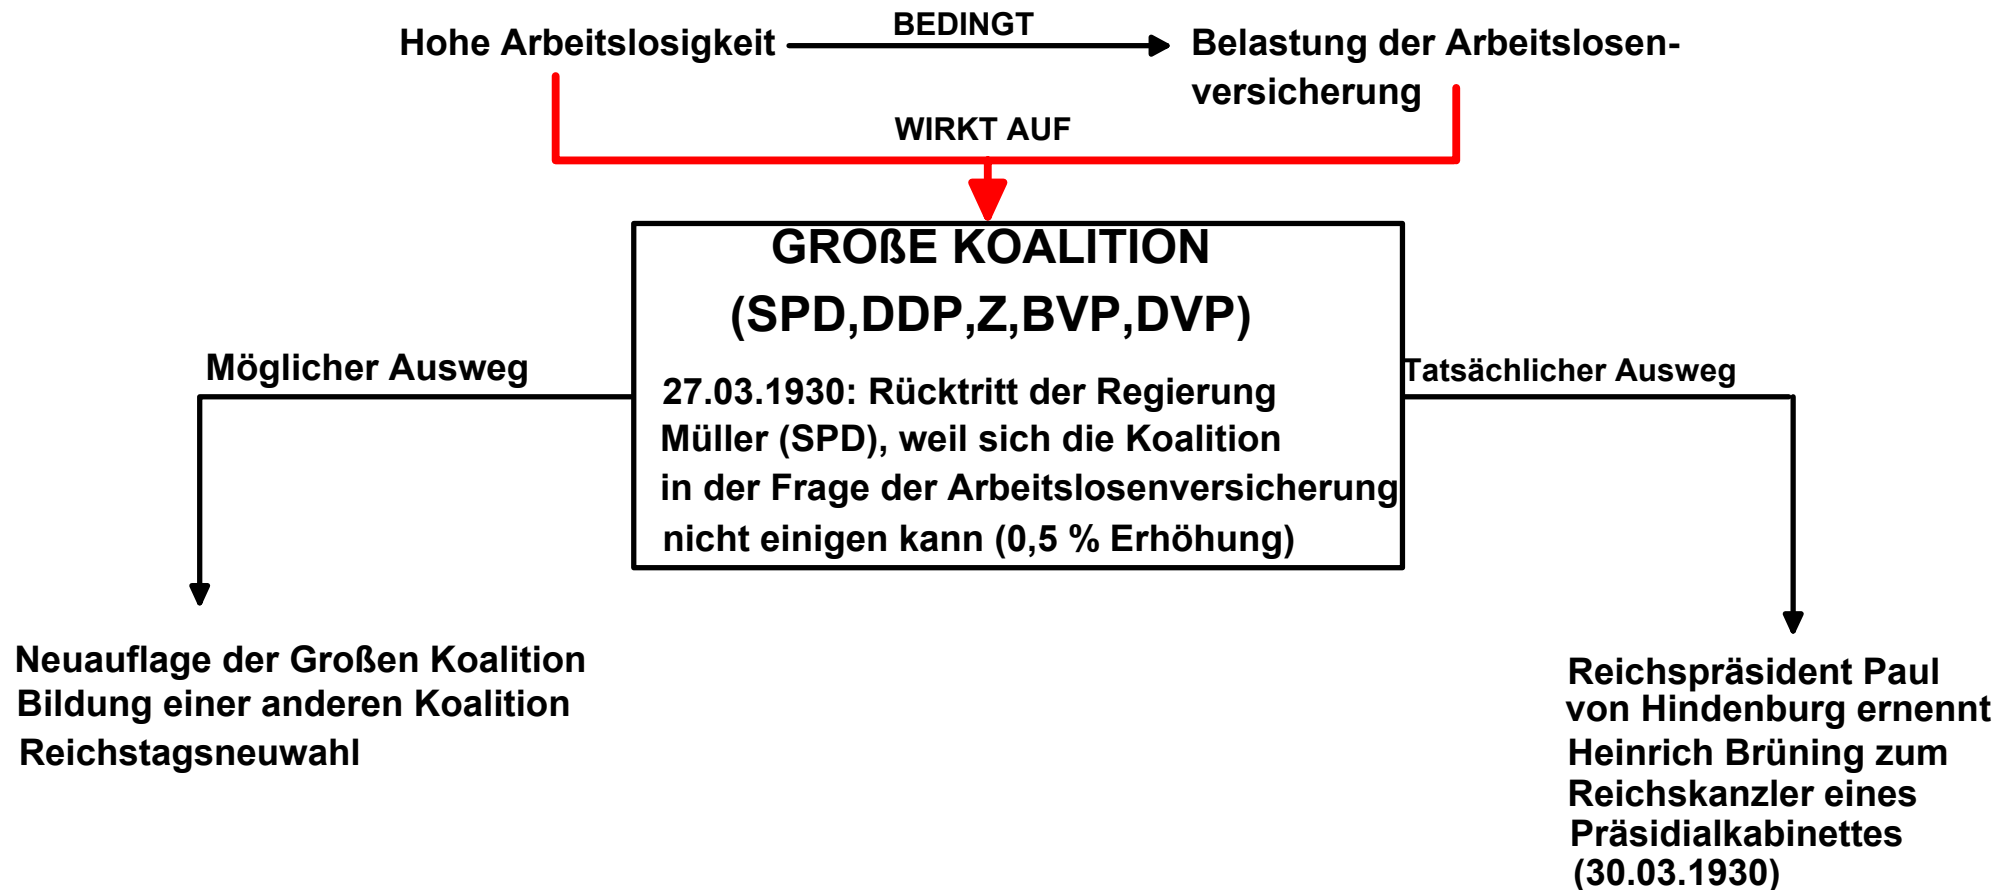 BEDINGT
Hohe Arbeitslosigkeit
Belastung der Arbeitslosen-
versicherung
WIRKT AUF
GROßE KOALITION
(SPD,DDP,Z,BVP,DVP)
Möglicher Ausweg
Tatsächlicher Ausweg
27.03.1930: Rücktritt der Regierung
Müller (SPD), weil sich die Koalition
in der Frage der Arbeitslosenversicherung
nicht einigen kann (0,5 % Erhöhung)
Neuauflage der Großen Koalition
Bildung einer anderen Koalition
Reichstagsneuwahl
Reichspräsident Paul
von Hindenburg ernennt
Heinrich Brüning zum
Reichskanzler eines
Präsidialkabinettes
(30.03.1930)